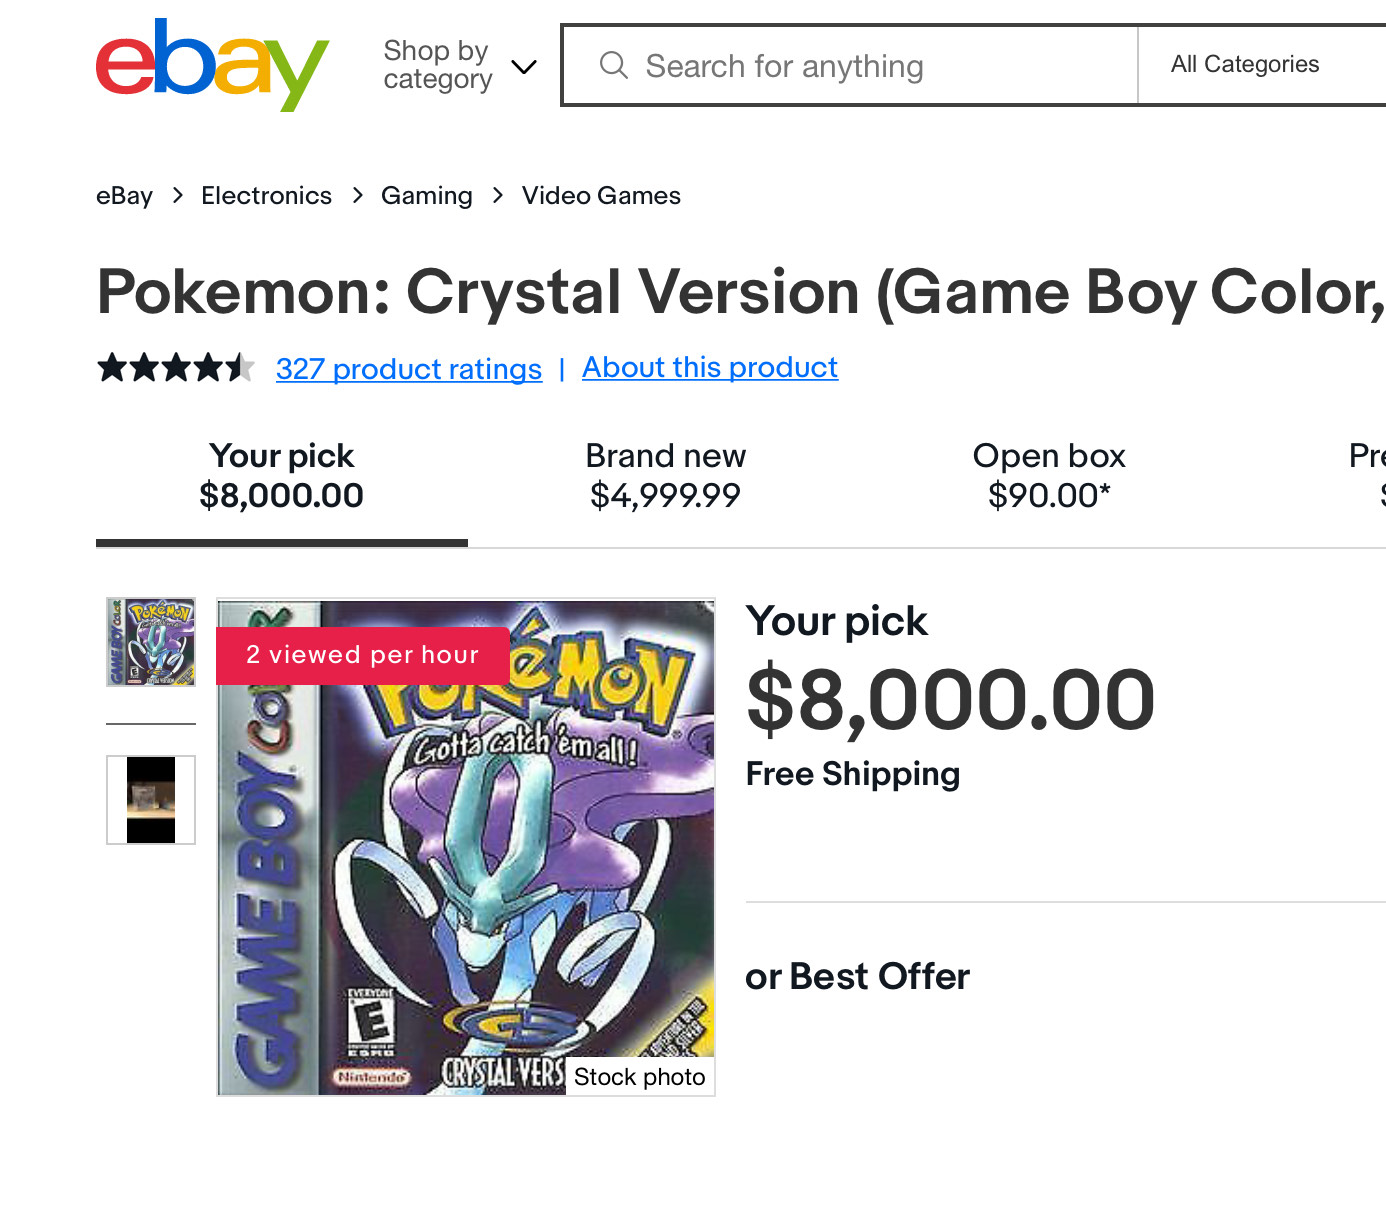 ebay
Shop by
category
Search for anything
All Categories
eBay > Electronics > Gaming > Video Games
Pokemon: Crystal Version (Game Boy Color,
327 product ratings | About this product
Your pick
$8,000.00
Brand new
$4,999.99
Open box
$90.00*
Pre
2 viewed per hour
POKéMON
Gotta catch 'em all!
GAME BOY COLOR
EVERYONE
E
ESRB
Nintendo
GS
CRYSTAL VERS
Stock photo
Your pick
$8,000.00
Free Shipping
or Best Offer